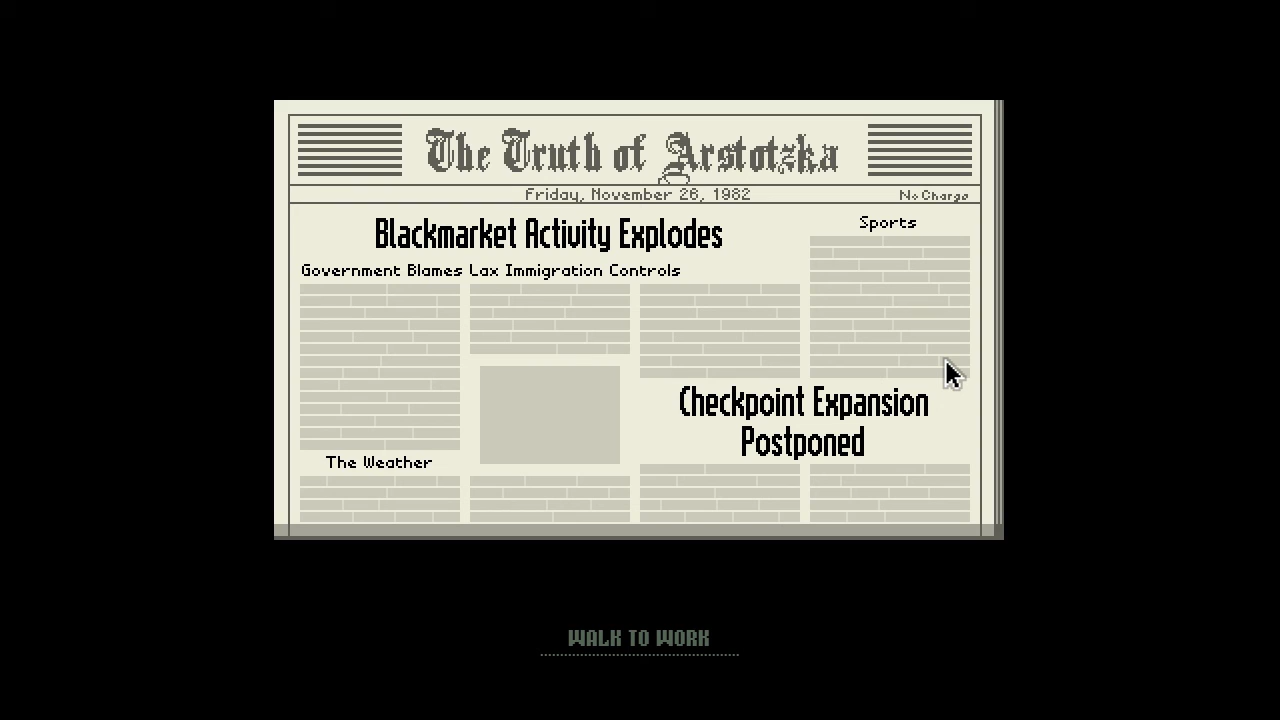 The Truth of Arstotzka
Friday, November 26, 1982
No Charge
Blackmarket Activity Explodes
Government Blames Lax Immigration Controls
Sports
Checkpoint Expansion
Postponed
The Weather
WALK TO WORK